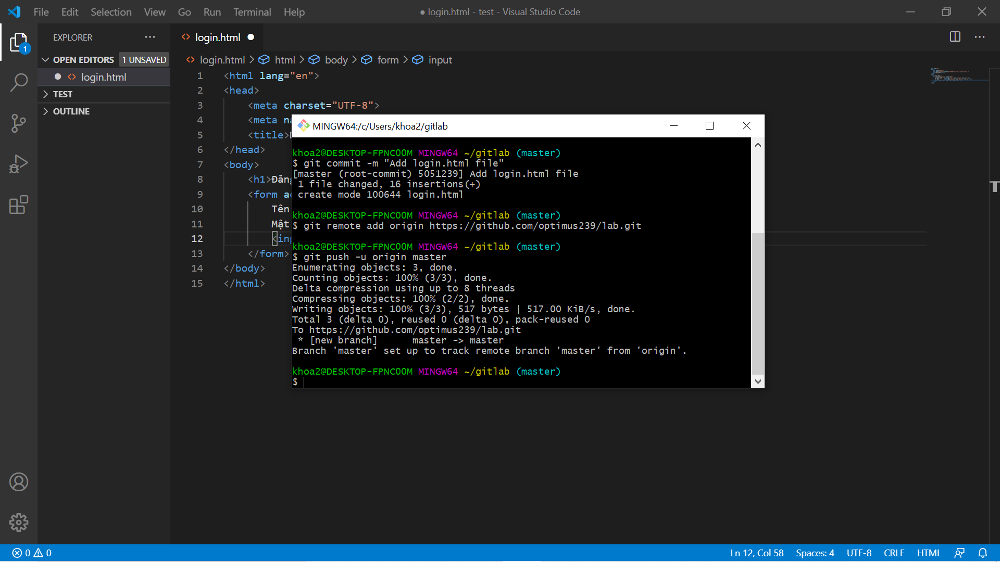 File Edit Selection View Go Run Terminal Help
● login.html - test - Visual Studio Code
EXPLORER
OPEN EDITORS 1 UNSAVED
login.html
TEST
OUTLINE
1
login.html
login.html > html > body > form > input
1 <html lang="en">
2 <head>
3 <meta charset="UTF-8">
4 <meta na
5 <title>
6 </head>
7 <body>
8 <h1>Đăng
9 <form ac
10 Tên
11 Mật
12 <inp
13 </form>
14 </body>
15 </html>
MINGW64:/c/Users/khoa2/gitlab
khoa2@DESKTOP-FPNC00M MINGW64 ~/gitlab (master)
$ git commit -m "Add login.html file"
[master (root-commit) 5051239] Add login.html file
1 file changed, 16 insertions(+)
create mode 100644 login.html
khoa2@DESKTOP-FPNC00M MINGW64 ~/gitlab (master)
$ git remote add origin https://github.com/optimus239/lab.git
khoa2@DESKTOP-FPNC00M MINGW64 ~/gitlab (master)
$ git push -u origin master
Enumerating objects: 3, done.
Counting objects: 100% (3/3), done.
Delta compression using up to 8 threads
Compressing objects: 100% (2/2), done.
Writing objects: 100% (3/3), 517 bytes | 517.00 KiB/s, done.
Total 3 (delta 0), reused 0 (delta 0), pack-reused 0
To https://github.com/optimus239/lab.git
* [new branch] master -> master
Branch 'master' set up to track remote branch 'master' from 'origin'.
khoa2@DESKTOP-FPNC00M MINGW64 ~/gitlab (master)
$
0 0
Ln 12, Col 58 Spaces: 4 UTF-8 CRLF HTML